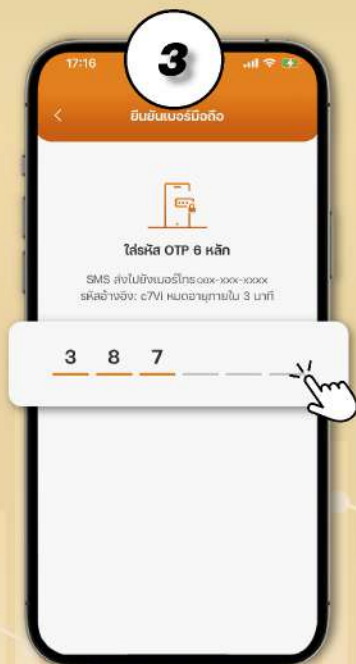 3
17:16
ยืนยันเบอร์มือถือ
ใส่รหัส OTP 6 หลัก
SMS ส่งไปยังเบอร์โทร xxx-xxx-xxxx
รหัสอ้างอิง: c7Vi หมดอายุภายใน 3 นาที
3 8 7